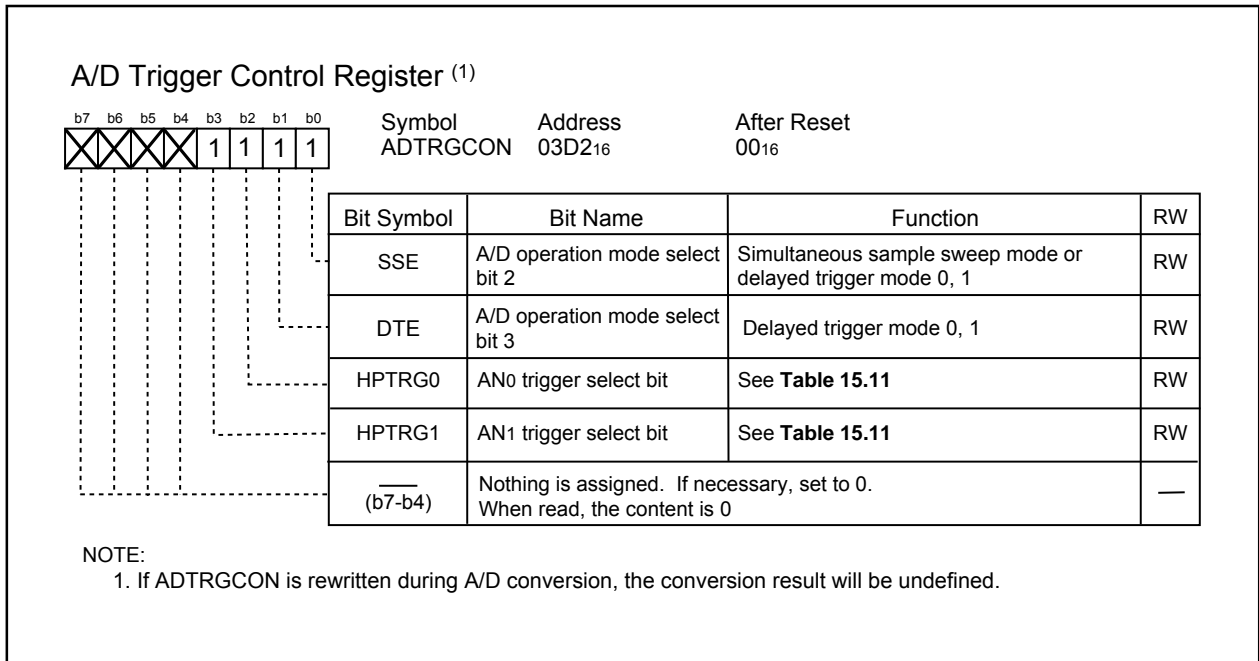 A/D Trigger Control Register (1)
b7 b6 b5 b4 b3 b2 b1 b0 Symbol Address After Reset
1 1 1 1 ADTRGCON 03D216 0016
Bit Symbol Bit Name Function RW
SSE A/D operation mode select bit 2 Simultaneous sample sweep mode or delayed trigger mode 0, 1 RW
DTE A/D operation mode select bit 3 Delayed trigger mode 0, 1 RW
HPTRG0 AN0 trigger select bit See Table 15.11 RW
HPTRG1 AN1 trigger select bit See Table 15.11 RW
(b7-b4) Nothing is assigned. If necessary, set to 0. When read, the content is 0 —
NOTE:
1. If ADTRGCON is rewritten during A/D conversion, the conversion result will be undefined.